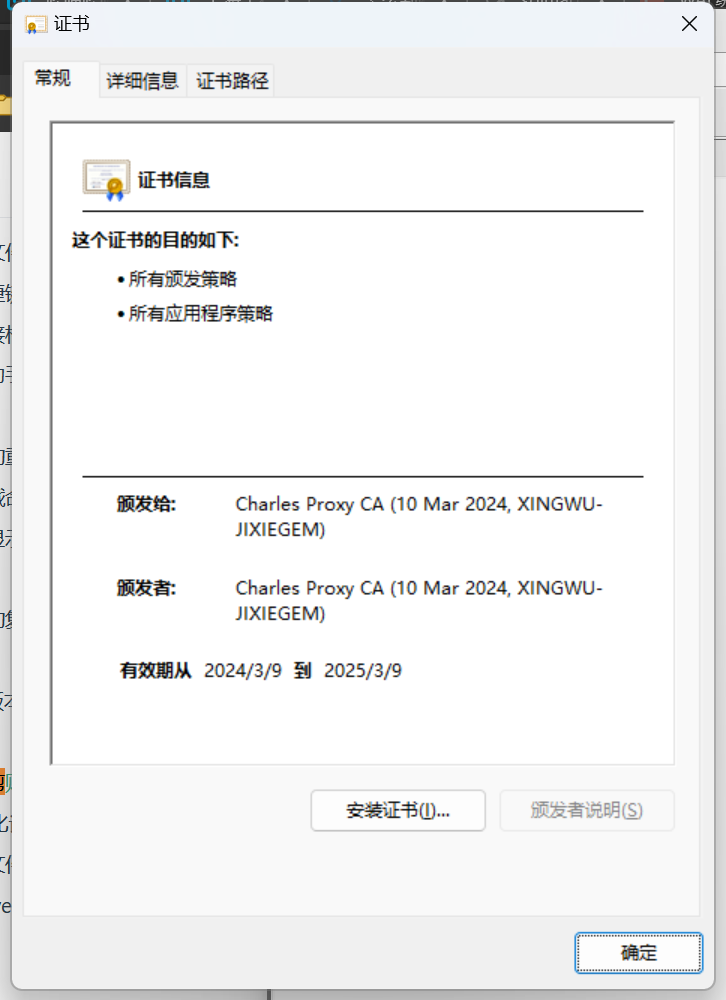 证书
常规
详细信息
证书路径
证书信息
这个证书的目的如下:
• 所有颁发策略
• 所有应用程序策略
颁发给: Charles Proxy CA (10 Mar 2024, XINGWU-
JIXIEGEM)
颁发者: Charles Proxy CA (10 Mar 2024, XINGWU-
JIXIEGEM)
有效期从 2024/3/9 到 2025/3/9
安装证书(I)...
颁发者说明(S)
确定